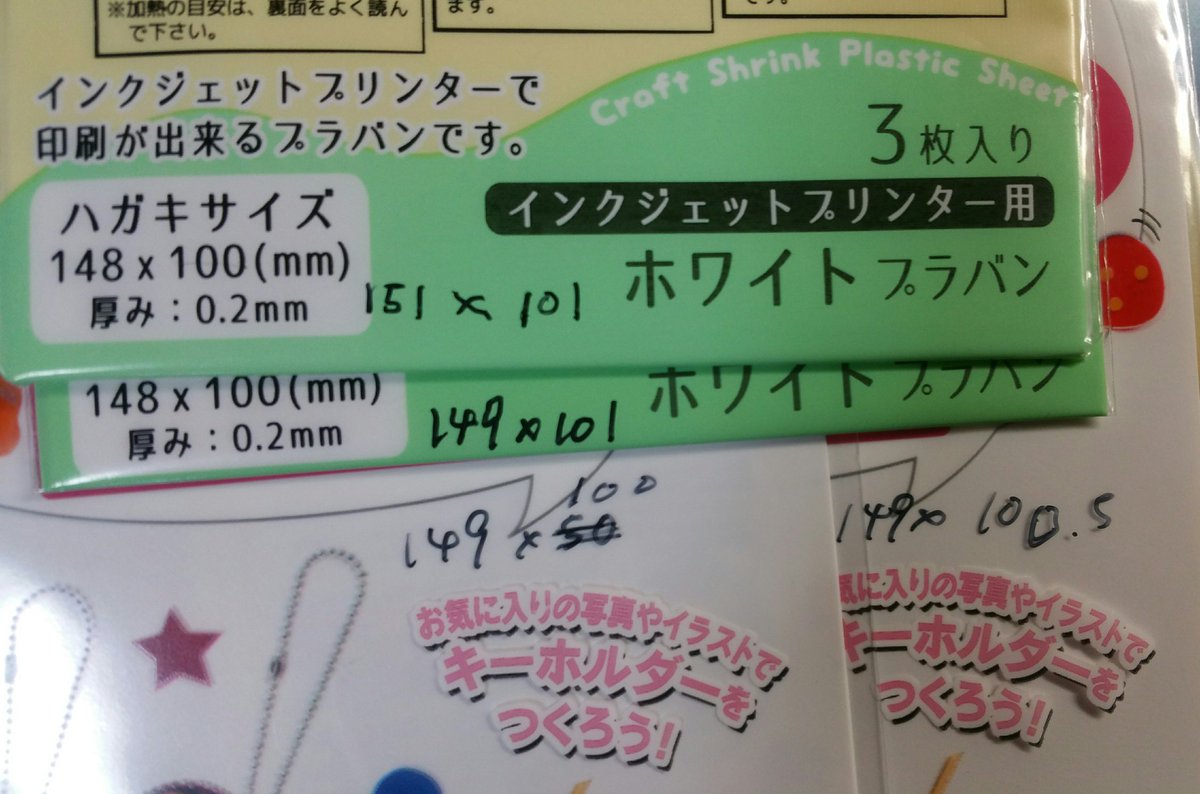 ※加熱の目安は、裏面をよく読ん
で下さい。
ます。
す。
インクジェットプリンターで
印刷が出来るプラバンです。
Craft Shrink Plastic Sheet
3枚入り
インクジェットプリンター用
ホワイトプラバン
ハガキサイズ
148 x 100(mm)
厚み：0.2mm
151 x 101
148 x 100(mm)
厚み：0.2mm
149 x 101
ホワイトプラバン
100
149 x 50
149 x 100.5
お気に入りの写真やイラストで
キーホルダーを
つくろう!
気に入りの写真やイラストで
キーホルダーを
つくろう!